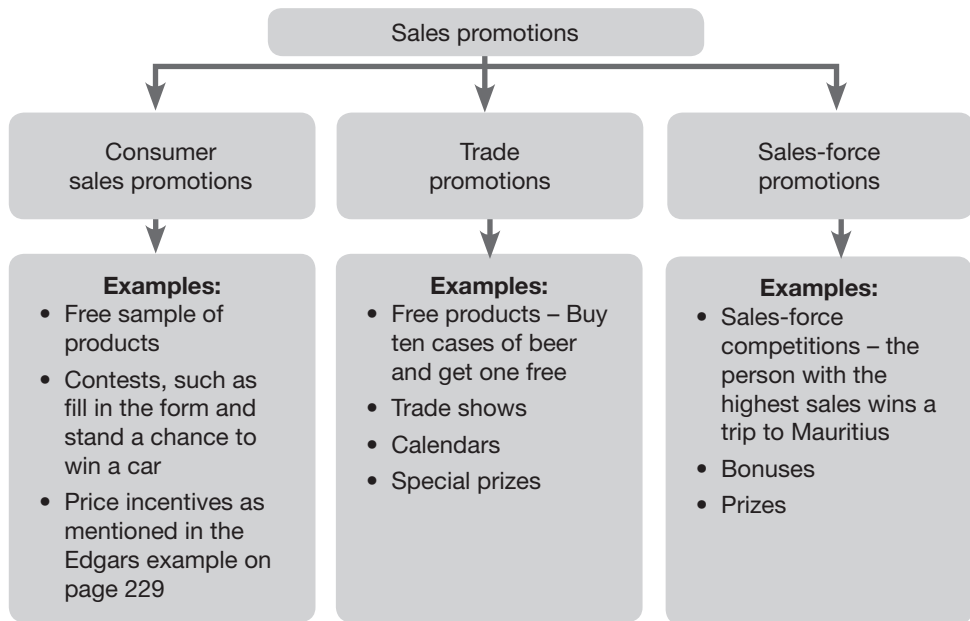 Sales promotions
Consumer
sales promotions
Trade
promotions
Sales-force
promotions
Examples:
• Free sample of
products
• Contests, such as
fill in the form and
stand a chance to
win a car
• Price incentives as
mentioned in the
Edgars example on
page 229
Examples:
• Free products – Buy
ten cases of beer
and get one free
• Trade shows
• Calendars
• Special prizes
Examples:
• Sales-force
competitions – the
person with the
highest sales wins a
trip to Mauritius
• Bonuses
• Prizes